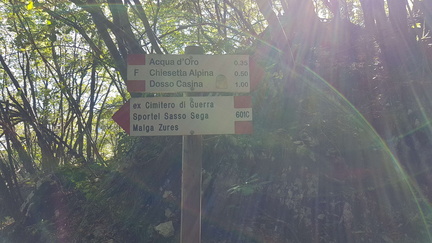 Acqua d'Oro 0.35
F Chiesetta Alpina 0.50
Dosso Casina 1.50
ex Cimitero di Guerra
Sportel Sasso Sega 601C
Malga Zures